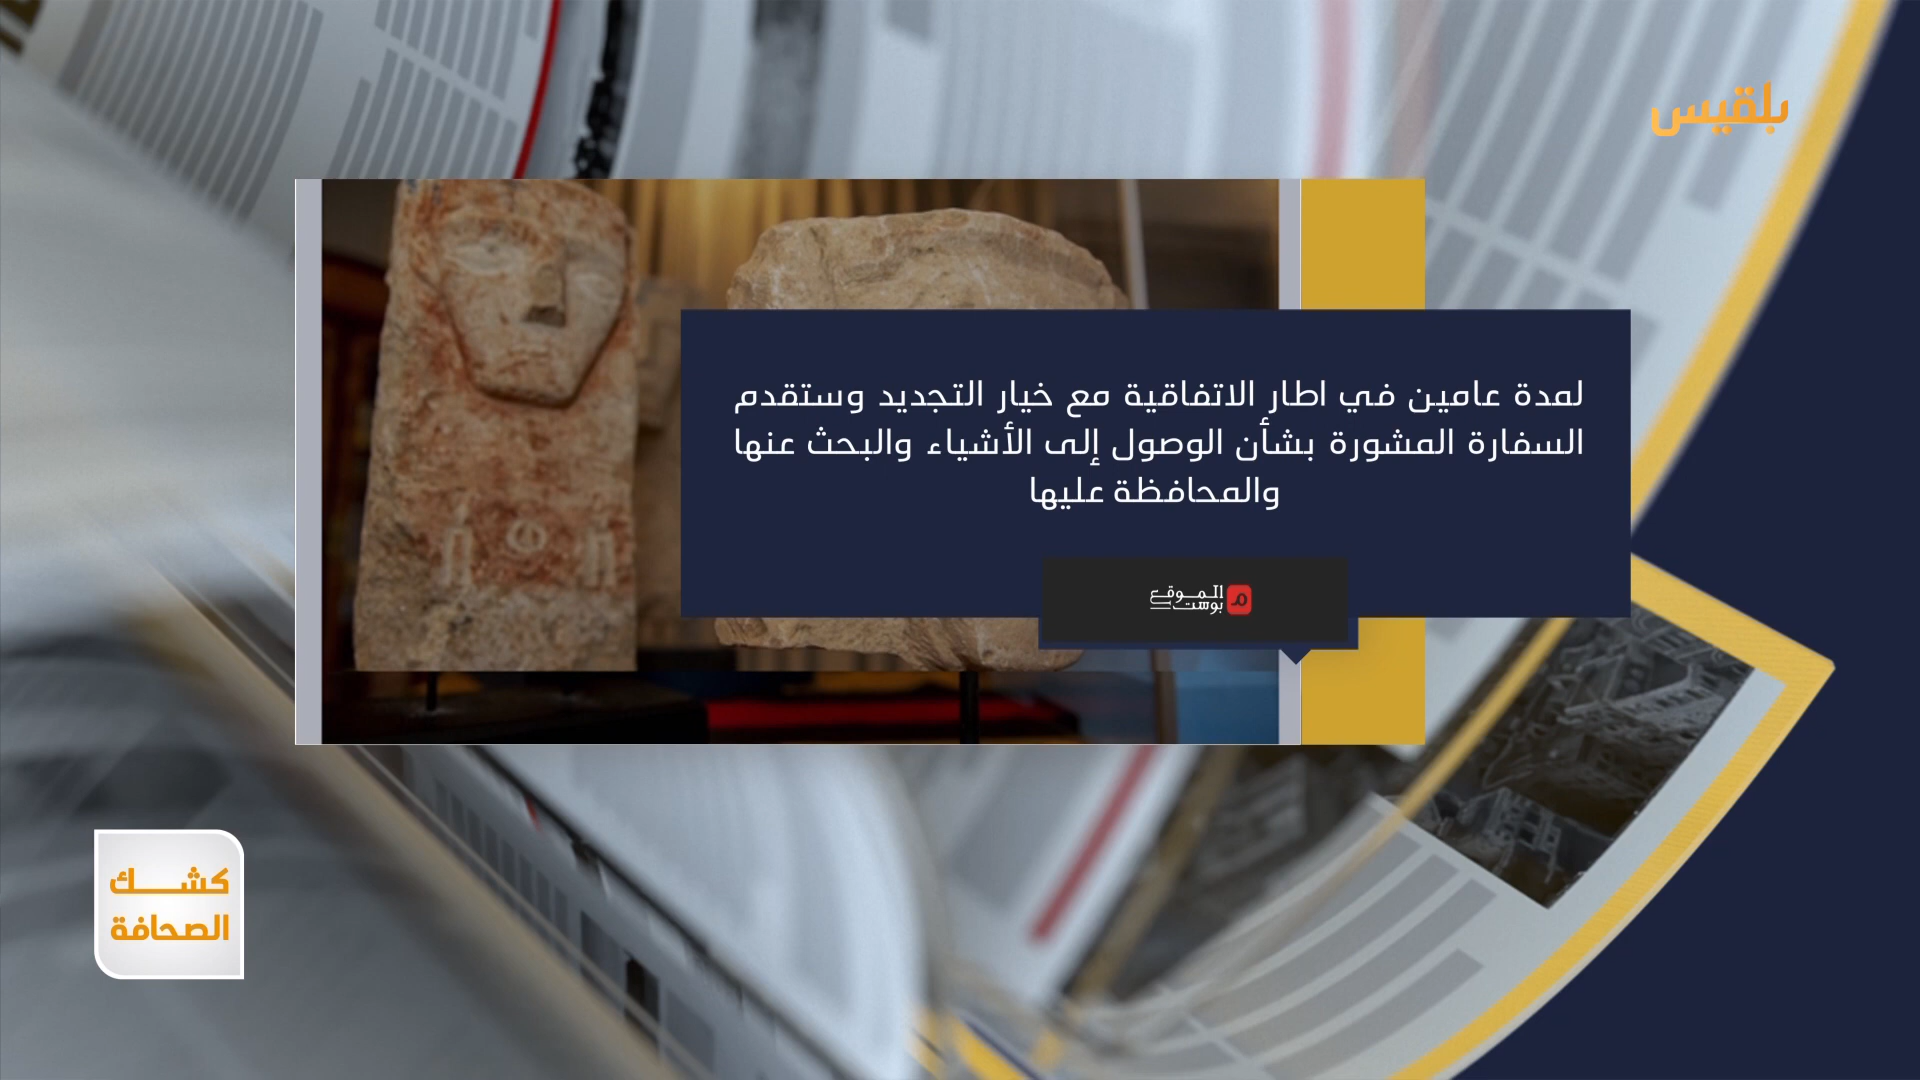 بلقيس
لمدة عامين في اطار الاتفاقية مع خيار التجديد وستقدم
السفارة المشورة بشأن الوصول إلى الأشياء والبحث عنها
والمحافظة عليها
الموقع
بوست
كشك
الصحافة